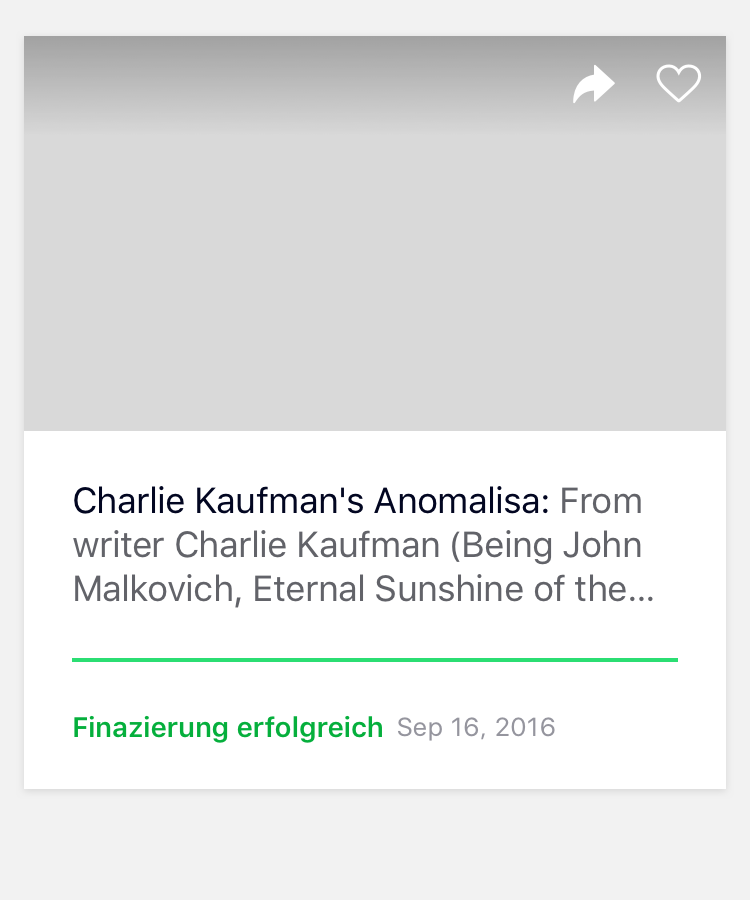 Charlie Kaufman's Anomalisa: From
writer Charlie Kaufman (Being John
Malkovich, Eternal Sunshine of the...
Finazierung erfolgreich Sep 16, 2016